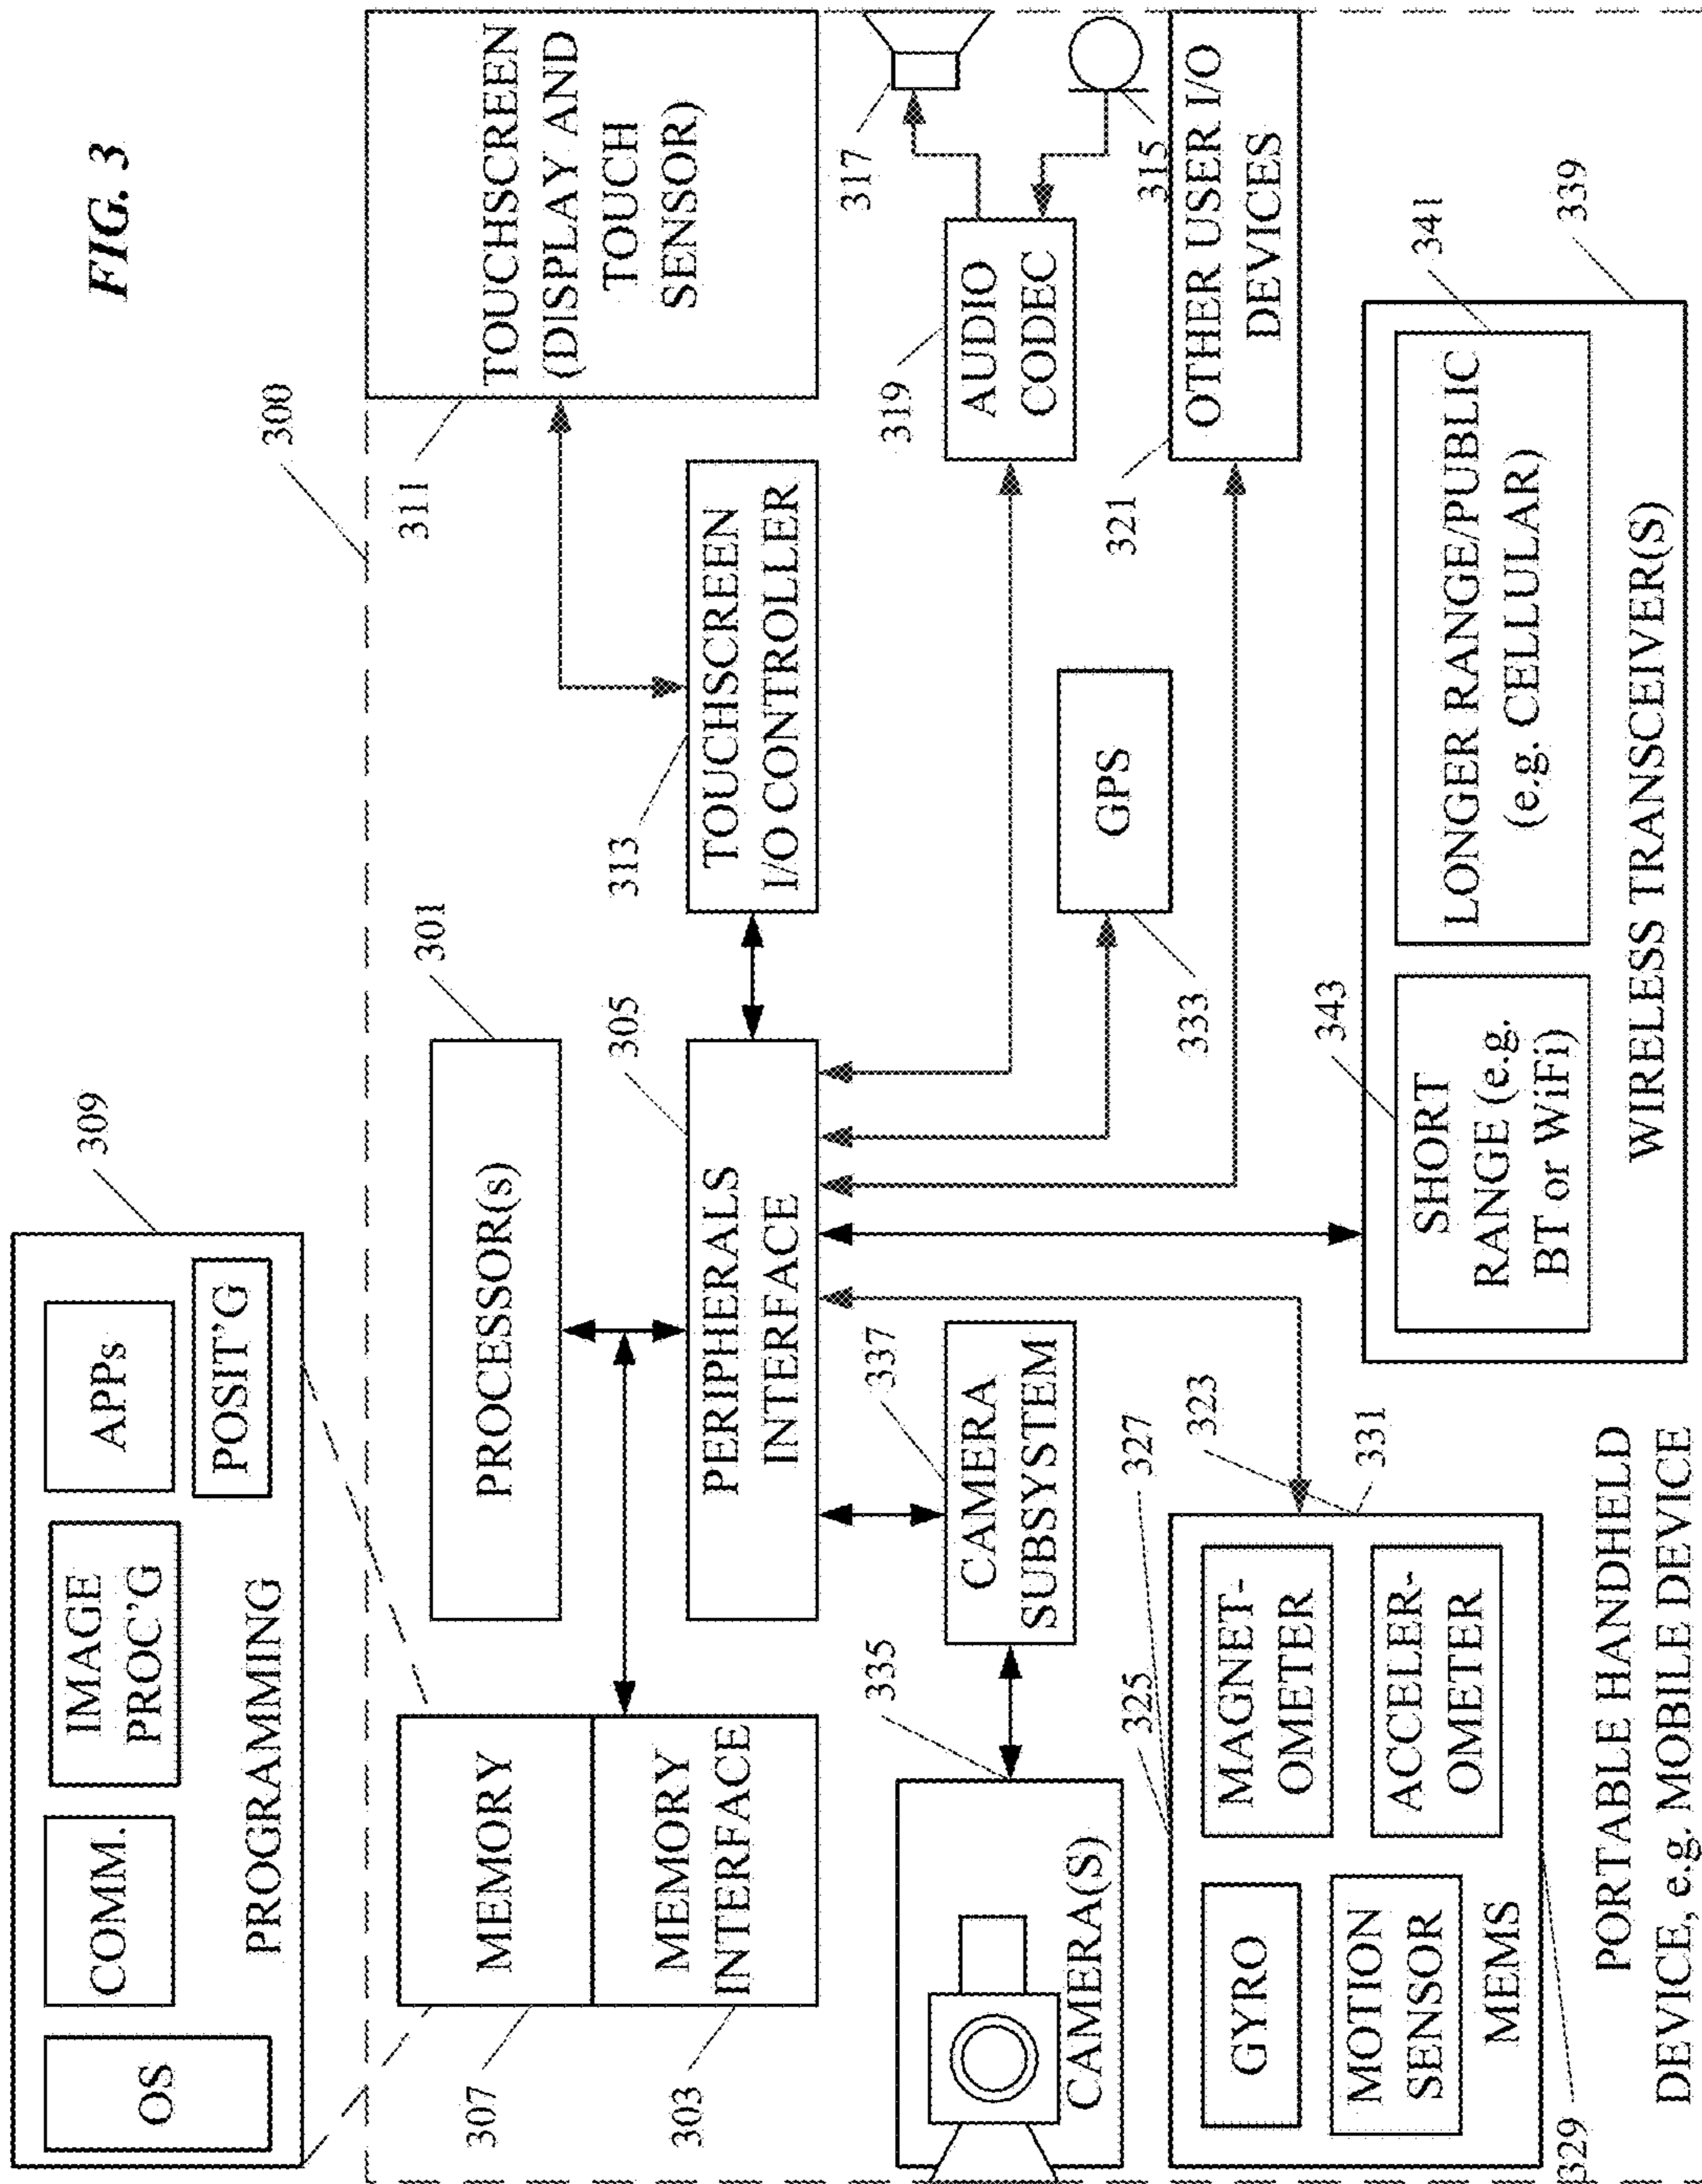 FIG. 3
309
OS
COMM.
IMAGE
PROC'G
APPs
POSIT'G
PROGRAMMING
300
307
MEMORY
303
MEMORY
INTERFACE
301
PROCESSOR(s)
305
PERIPHERALS
INTERFACE
313
TOUCHSCREEN
I/O CONTROLLER
311
TOUCHSCREEN
(DISPLAY AND
TOUCH
SENSOR)
335
CAMERA(S)
337
CAMERA
SUBSYSTEM
319
AUDIO
CODEC
317
315
333
GPS
321
OTHER USER I/O
DEVICES
325
327
323
331
GYRO
MAGNET-
OMETER
MOTION
SENSOR
ACCELER-
OMETER
MEMS
329
343
SHORT
RANGE (e.g.
BT or WiFi)
341
LONGER RANGE/PUBLIC
(e.g. CELLULAR)
339
WIRELESS TRANSCEIVER(S)
PORTABLE HANDHELD
DEVICE, e.g. MOBILE DEVICE